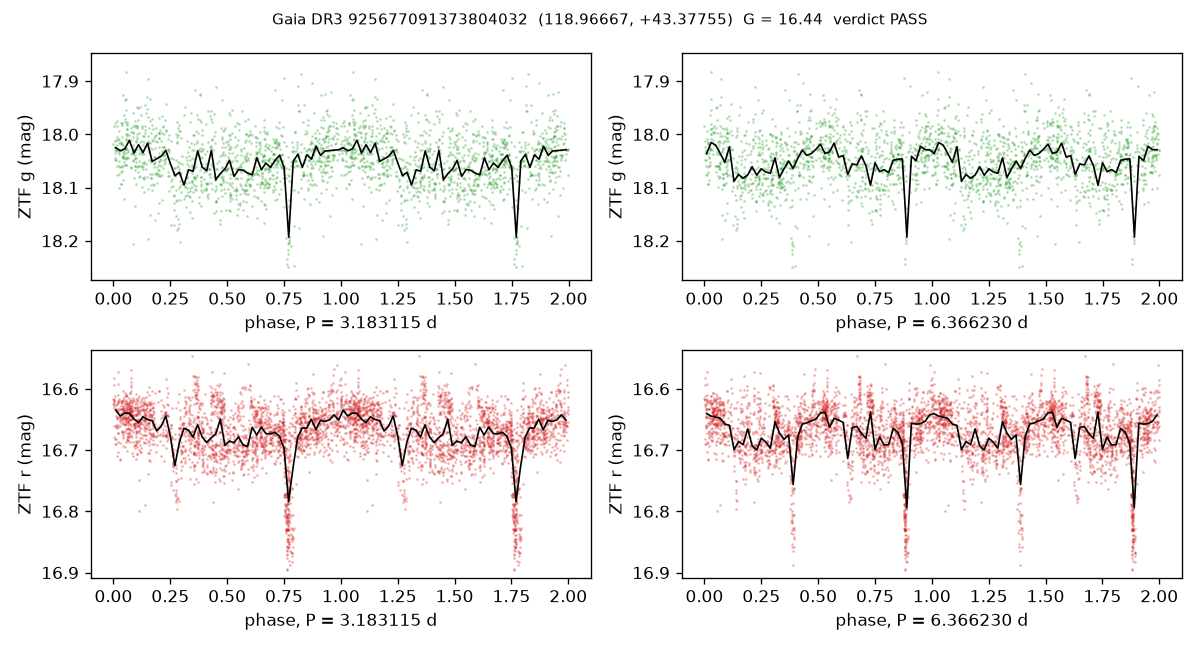 Gaia DR3 925677091373804032  (118.96667, +43.37755)  G = 16.44  verdict PASS
ZTF g (mag)
17.9
18.0
18.1
18.2
0.00 0.25 0.50 0.75 1.00 1.25 1.50 1.75 2.00
phase, P = 3.183115 d
ZTF g (mag)
17.9
18.0
18.1
18.2
0.00 0.25 0.50 0.75 1.00 1.25 1.50 1.75 2.00
phase, P = 6.366230 d
ZTF r (mag)
16.6
16.7
16.8
16.9
0.00 0.25 0.50 0.75 1.00 1.25 1.50 1.75 2.00
phase, P = 3.183115 d
ZTF r (mag)
16.6
16.7
16.8
16.9
0.00 0.25 0.50 0.75 1.00 1.25 1.50 1.75 2.00
phase, P = 6.366230 d